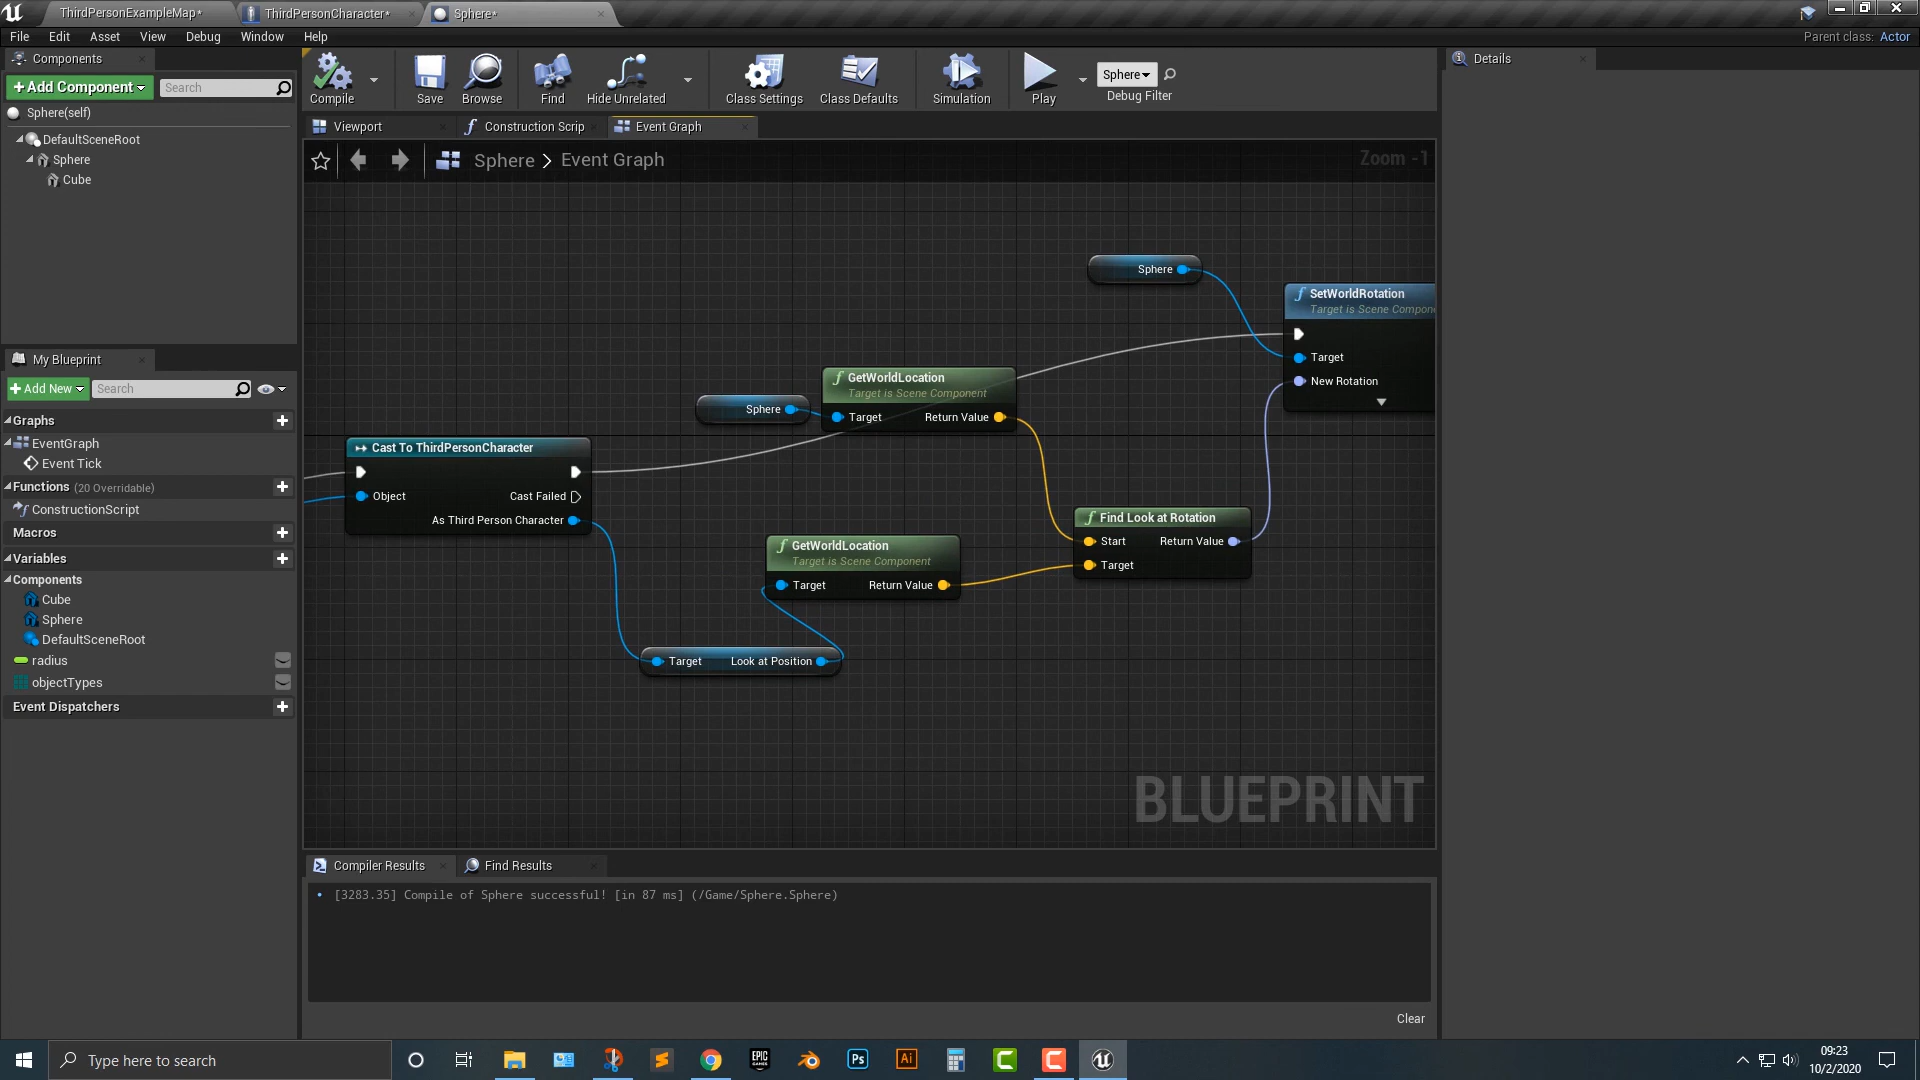 ThirdPersonExampleMap*
ThirdPersonCharacter*
Sphere*
File Edit Asset View Debug Window Help
Parent class: Actor
Components
+Add Component
Search
Sphere(self)
DefaultSceneRoot
Sphere
Cube
Compile
Save
Browse
Find
Hide Unrelated
Class Settings
Class Defaults
Simulation
Play
Sphere
Debug Filter
Details
Viewport
Construction Scrip
Event Graph
Sphere > Event Graph
Zoom -1
Sphere
SetWorldRotation
Target is Scene Compon
Target
New Rotation
GetWorldLocation
Target is Scene Component
Sphere
Target Return Value
Cast To ThirdPersonCharacter
Object Cast Failed
As Third Person Character
Find Look at Rotation
Start Return Value
Target
GetWorldLocation
Target is Scene Component
Target Return Value
Target Look at Position
BLUEPRINT
My Blueprint
+Add New
Search
Graphs
EventGraph
Event Tick
Functions (20 Overridable)
ConstructionScript
Macros
Variables
Components
Cube
Sphere
DefaultSceneRoot
radius
objectTypes
Event Dispatchers
Compiler Results
Find Results
• [3283.35] Compile of Sphere successful! [in 87 ms] (/Game/Sphere.Sphere)
Clear
Type here to search
EPIC GAMES
Ps
Ai
09:23
10/2/2020